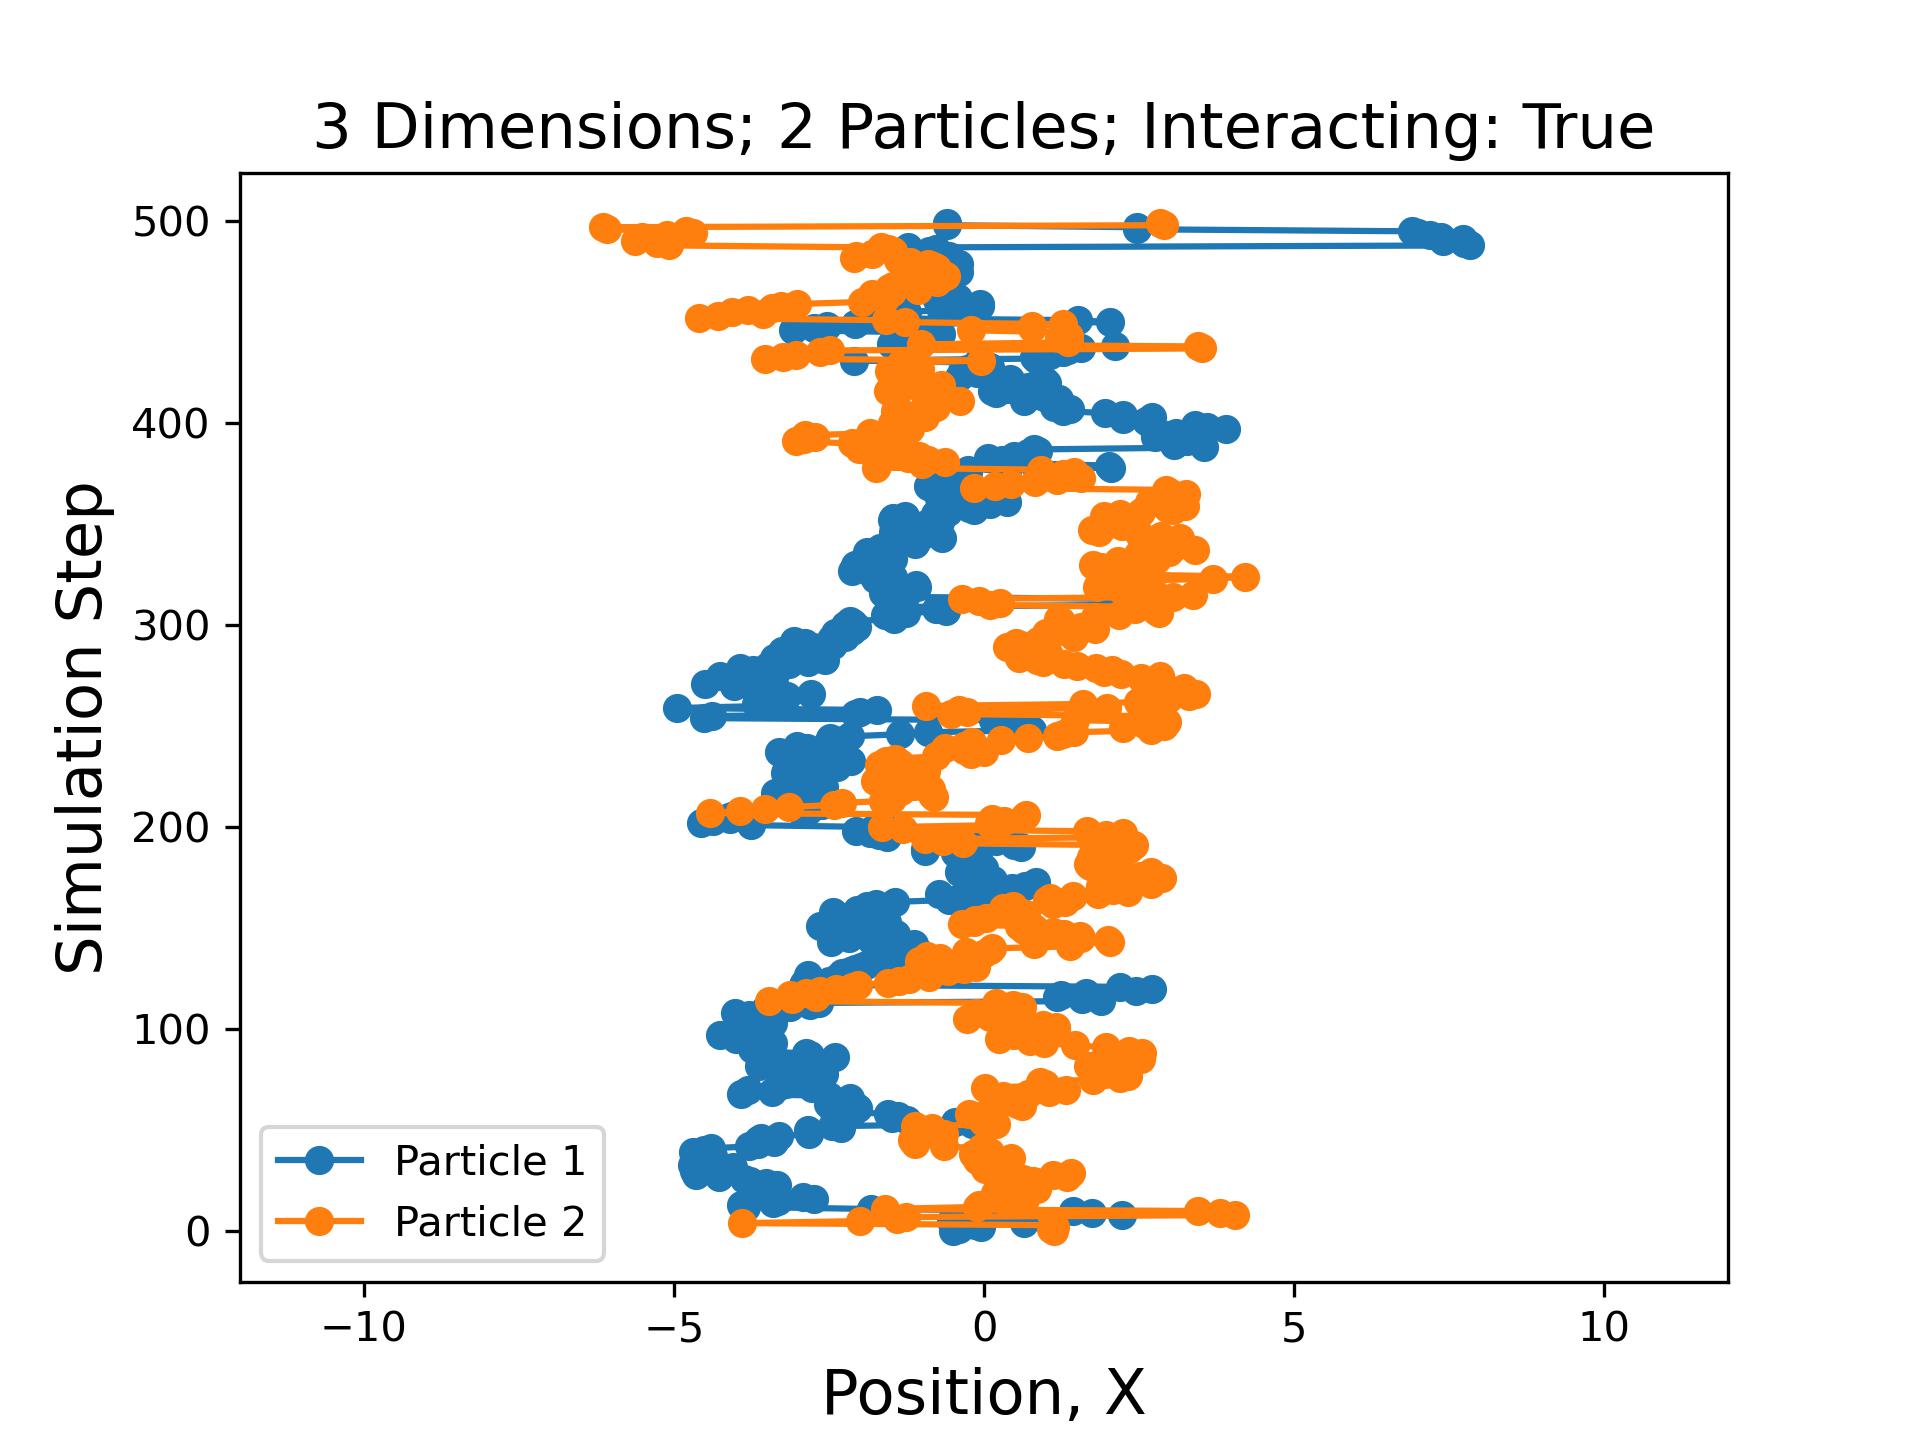 3 Dimensions; 2 Particles; Interacting: True
500
400
300
200
100
0
Simulation Step
Particle 1
Particle 2
−10
−5
0
5
10
Position, X